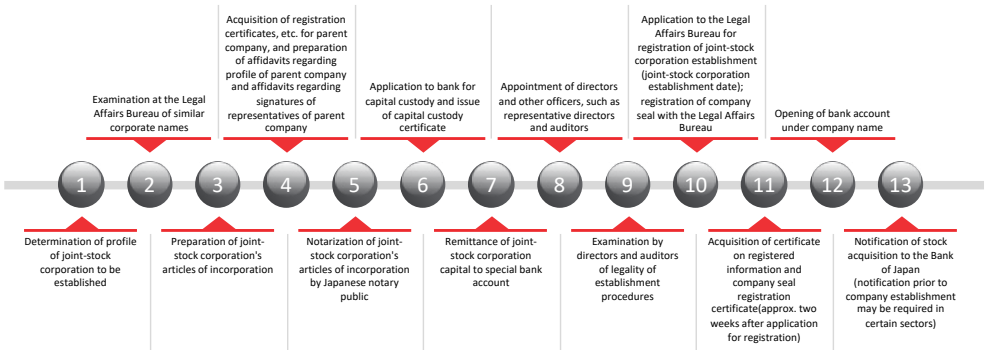 Examination at the Legal
Affairs Bureau of similar
corporate names
Acquisition of registration
certificates, etc. for parent
company, and preparation
of affidavits regarding
profile of parent company
and affidavits regarding
signatures of
representatives of parent
company
Application to bank for
capital custody and issue
of capital custody
certificate
Appointment of directors
and other officers, such as
representative directors
and auditors
Application to the Legal
Affairs Bureau for
registration of joint-stock
corporation establishment
(joint-stock corporation
establishment date);
registration of company
seal with the Legal Affairs
Bureau
Opening of bank account
under company name
1
2
3
4
5
6
7
8
9
10
11
12
13
Determination of profile
of joint-stock
corporation to be
established
Preparation of joint-
stock corporation's
articles of incorporation
Notarization of joint-
stock corporation's
articles of incorporation
by Japanese notary
public
Remittance of joint-
stock corporation
capital to special bank
account
Examination by
directors and auditors
of legality of
establishment
procedures
Acquisition of certificate
on registered
information and
company seal
registration
certificate(approx. two
weeks after application
for registration)
Notification of stock
acquisition to the Bank
of Japan
(notification prior to
company establishment
may be required in
certain sectors)